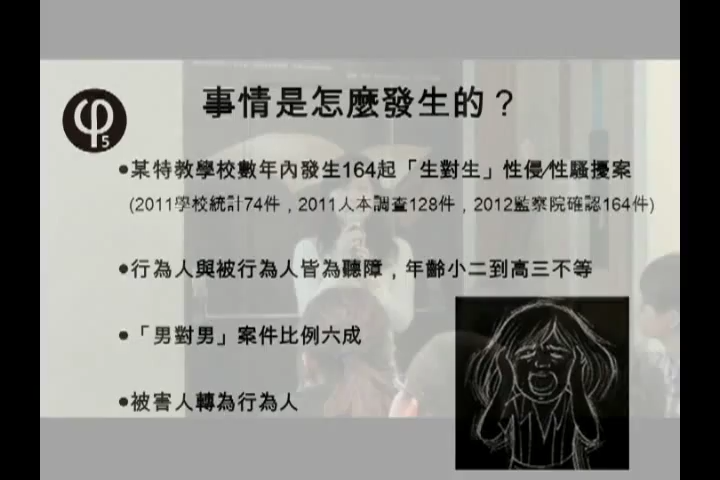 φ5
事情是怎麼發生的？
●某特教學校數年內發生164起「生對生」性侵/性騷擾案
(2011學校統計74件，2011人本調查128件，2012監察院確認164件)
●行為人與被行為人皆為聽障，年齡小二到高三不等
●「男對男」案件比例六成
●被害人轉為行為人